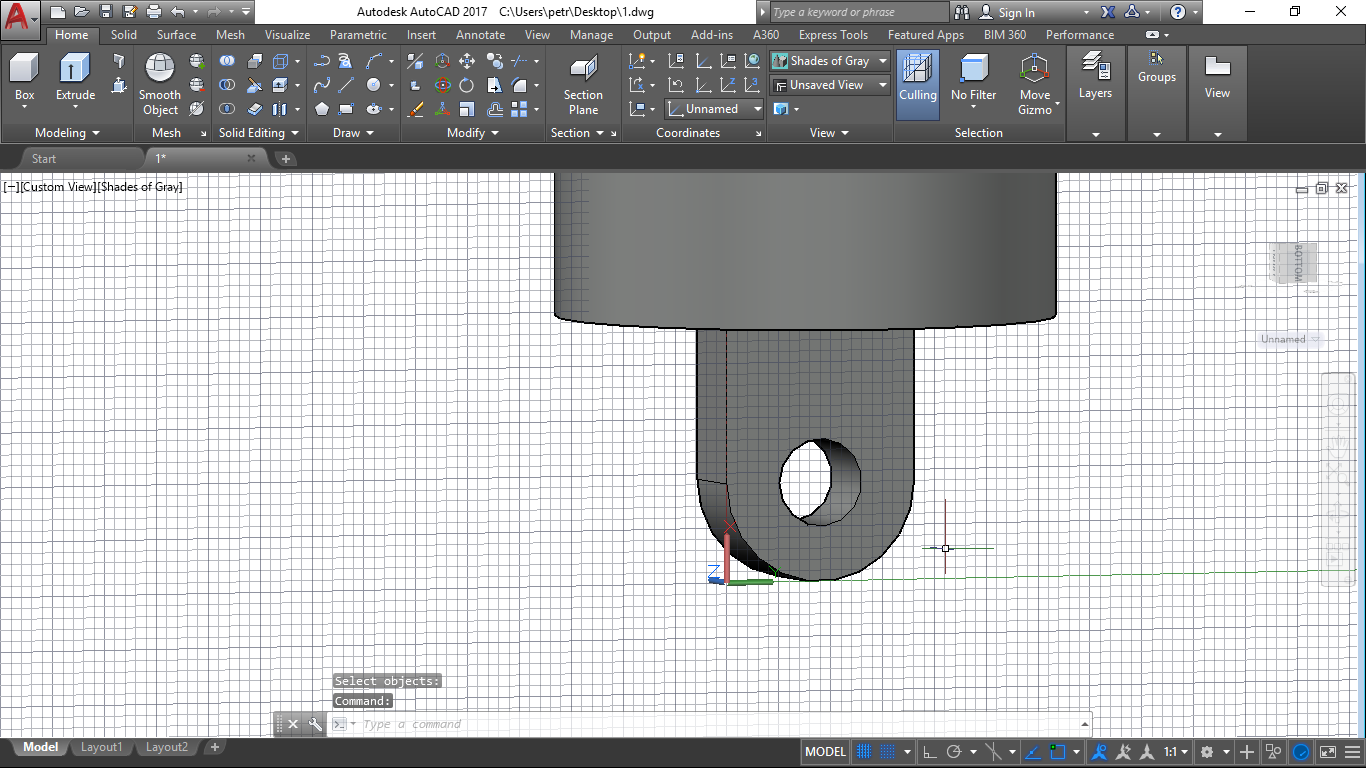 Autodesk AutoCAD 2017 C:\Users\petr\Desktop\1.dwg
Type a keyword or phrase
Sign In
Home Solid Surface Mesh Visualize Parametric Insert Annotate View Manage Output Add-ins A360 Express Tools Featured Apps BIM 360 Performance
Box
Extrude
Smooth Object
Section Plane
Shades of Gray
Unsaved View
Unnamed
Culling
No Filter
Move Gizmo
Layers
Groups
View
Modeling
Mesh
Solid Editing
Draw
Modify
Section
Coordinates
View
Selection
Start
1*
[−][Custom View][Shades of Gray]
BOTTOM
Unnamed
X
Z
Select objects:
Command:
Type a command
Model Layout1 Layout2
MODEL
1:1